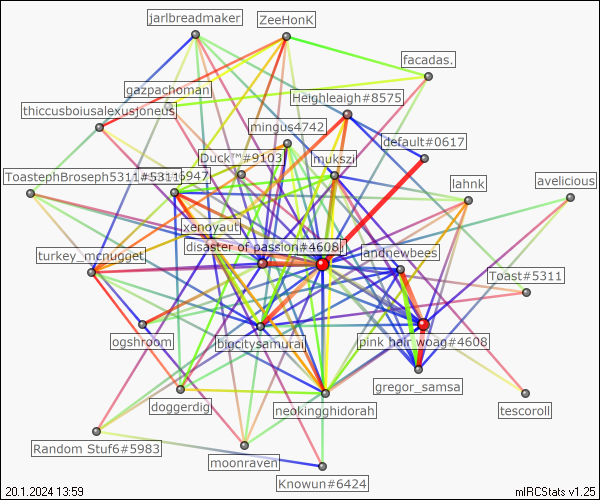 jarlbreadmaker
ZeeHonK
facadas.
gazpachoman
Heighleaigh#8575
thiccusboiusalexusjoneus
mingus4742
default#0617
Duck™#9103
mukszi
ToastephBroseph5311#5311
5947
lahnk
avelicious
xenoyaut
disaster of passion#4608
turkey_mcnugget
andnewbees
Toast#5311
ogshroom
bigcitysamurai
pink hair woag#4608
gregor_samsa
doggerdig
neokingghidorah
tescoroll
Random Stuf6#5983
moonraven
Knowun#6424
20.1.2024 13:59
mIRCStats v1.25